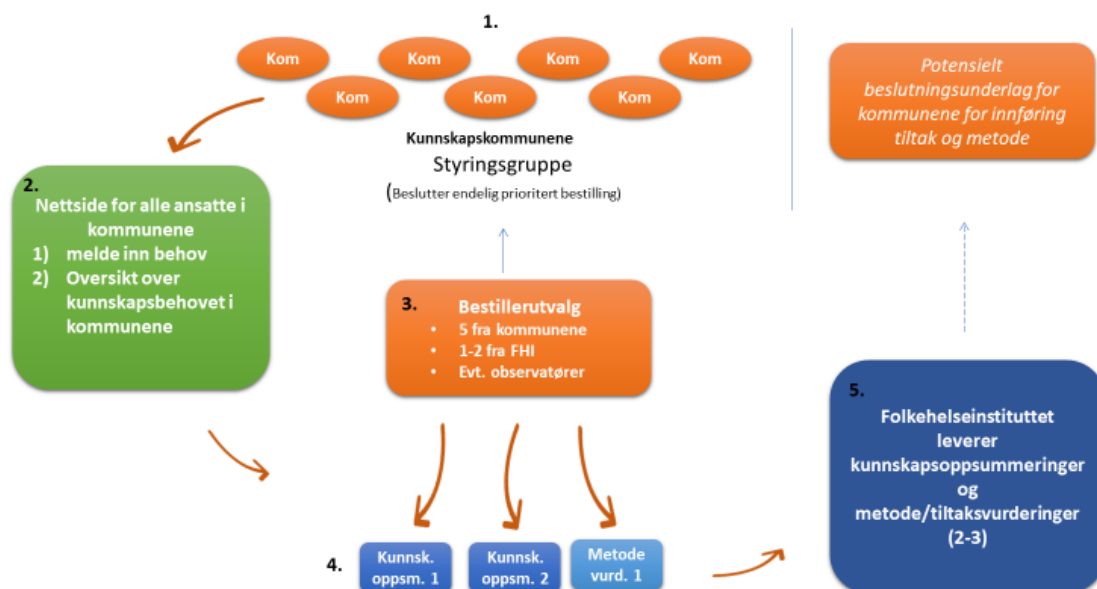 1.
Kom
Kom
Kom
Kom
Kom
Kom
Kom
Kunnskapskommunene
Styringsgruppe
(Beslutter endelig prioritert bestilling)
Potensielt
beslutningsunderlag for
kommunene for innføring
tiltak og metode
2.
Nettside for alle ansatte i
kommunene
1) melde inn behov
2) Oversikt over
kunnskapsbehovet i
kommunene
3.
Bestillerutvalg
• 5 fra kommunene
• 1-2 fra FHI
• Evt. observatører
4.
Kunnsk.
oppsm. 1
Kunnsk.
oppsm. 2
Metode
vurd. 1
5.
Folkehelseinstituttet
leverer
kunnskapsoppsummeringer
og
metode/tiltaksvurderinger
(2-3)